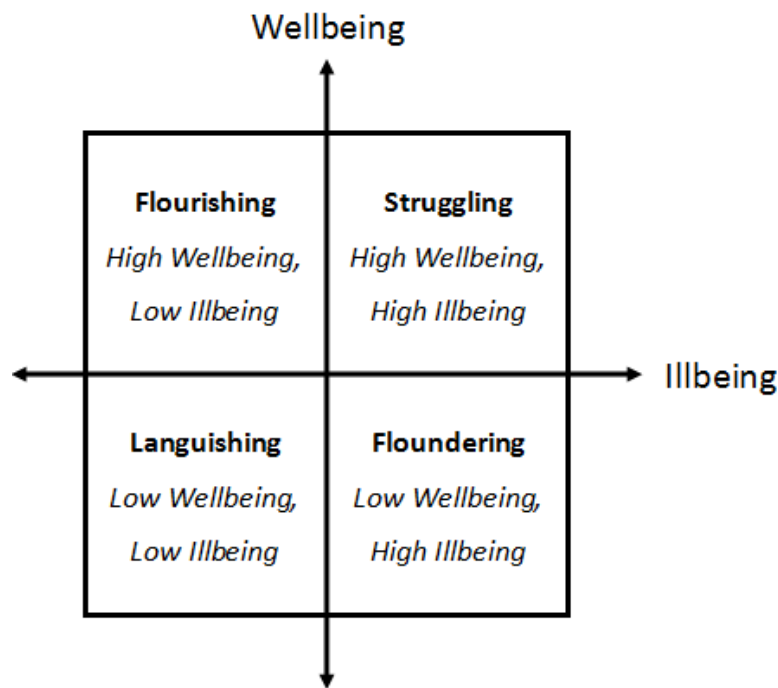 Wellbeing
Flourishing
High Wellbeing,
Low Illbeing
Struggling
High Wellbeing,
High Illbeing
Illbeing
Languishing
Low Wellbeing,
Low Illbeing
Floundering
Low Wellbeing,
High Illbeing